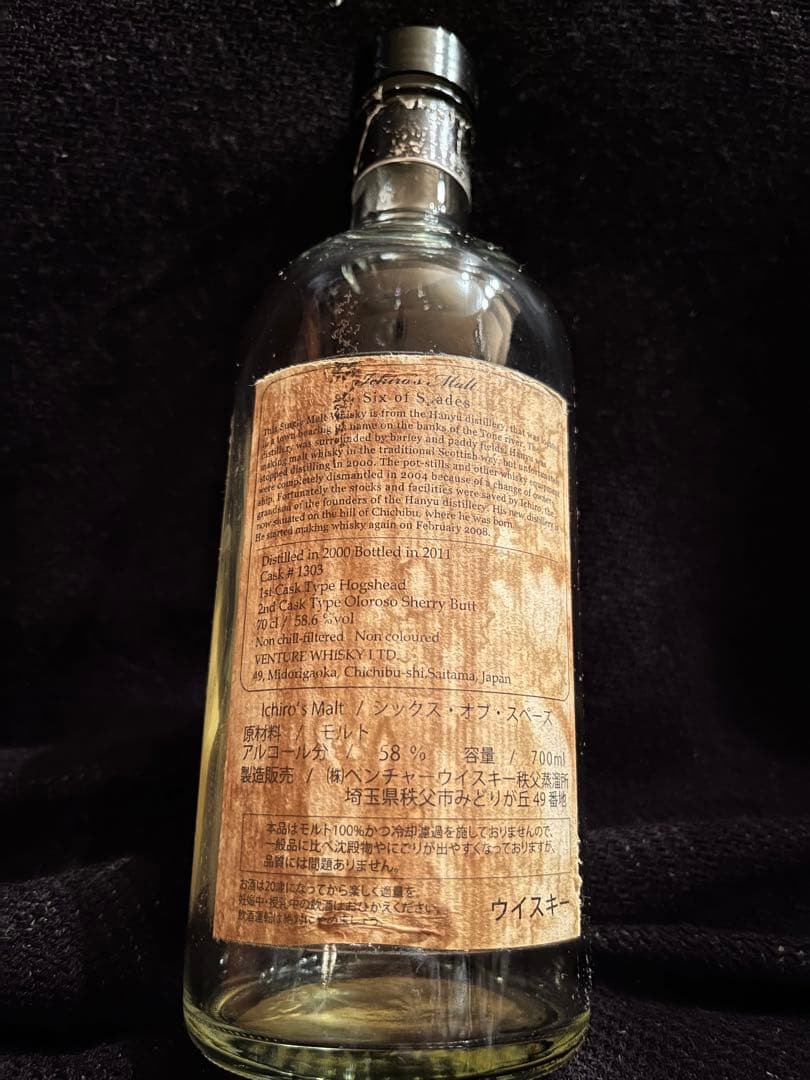 Ichiro's Malt
Six of Spades
This Single Malt Whisky is from the Hanyu distillery, that was
in a town bearing its name on the banks of the Tone river. The
distillery was surrounded by barley and paddy fields. Hanyu was
making malt whisky in the traditional Scottish way, but unfortunately
stopped distilling in 2000. The pot-stills and other whisky equipment
were completely dismantled in 2004 because of a change of owner-
ship. Fortunately the stocks and facilities were saved by Ichiro, the
grandson of the founders of the Hanyu distillery. His new distillery is
now situated on the hill of Chichibu, where he was born.
He started making whisky again on February 2008.
Distilled in 2000 Bottled in 2011
Cask # 1303
1st Cask Type Hogshead
2nd Cask Type Oloroso Sherry Butt
70 cl / 58.6 %vol
Non chill-filtered Non coloured
VENTURE WHISKY LTD.
49, Midorigaoka, Chichibu-shi,Saitama, Japan
Ichiro's Malt / シックス・オブ・スペーズ
原材料 / モルト
アルコール分 / 58 % 容量 / 700ml
製造販売 / (株)ベンチャーウイスキー秩父蒸溜所
埼玉県秩父市みどりが丘 49 番地
本品はモルト100%かつ冷却濾過を施しておりませんので、
一般品に比べ沈殿物やにごりが出やすくなっておりますが、
品質には問題ありません。
お酒は20歳になってから楽しく適量を。
妊娠中・授乳中の飲酒はおひかえください。
飲酒運転は絶対にやめましょう。
ウイスキー